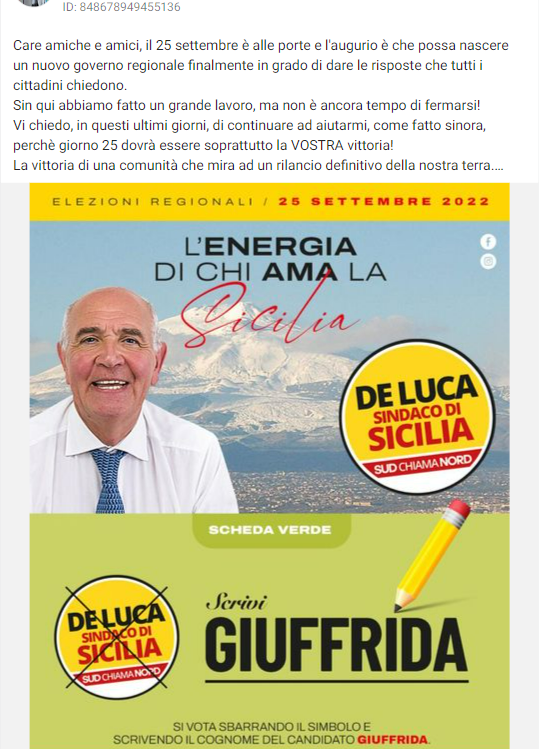 ID: 848678949455136
Care amiche e amici, il 25 settembre è alle porte e l'augurio è che possa nascere
un nuovo governo regionale finalmente in grado di dare le risposte che tutti i
cittadini chiedono.
Sin qui abbiamo fatto un grande lavoro, ma non è ancora tempo di fermarsi!
Vi chiedo, in questi ultimi giorni, di continuare ad aiutarmi, come fatto sinora,
perchè giorno 25 dovrà essere soprattutto la VOSTRA vittoria!
La vittoria di una comunità che mira ad un rilancio definitivo della nostra terra....
ELEZIONI REGIONALI / 25 SETTEMBRE 2022
L'ENERGIA
DI CHI AMA LA
Sicilia
DE LUCA
SINDACO DI
SICILIA
SUD CHIAMA NORD
SCHEDA VERDE
DE LUCA
SINDACO DI
SICILIA
SUD CHIAMA NORD
Scrivi
GIUFFRIDA
SI VOTA SBARRANDO IL SIMBOLO E
SCRIVENDO IL COGNOME DEL CANDIDATO GIUFFRIDA.